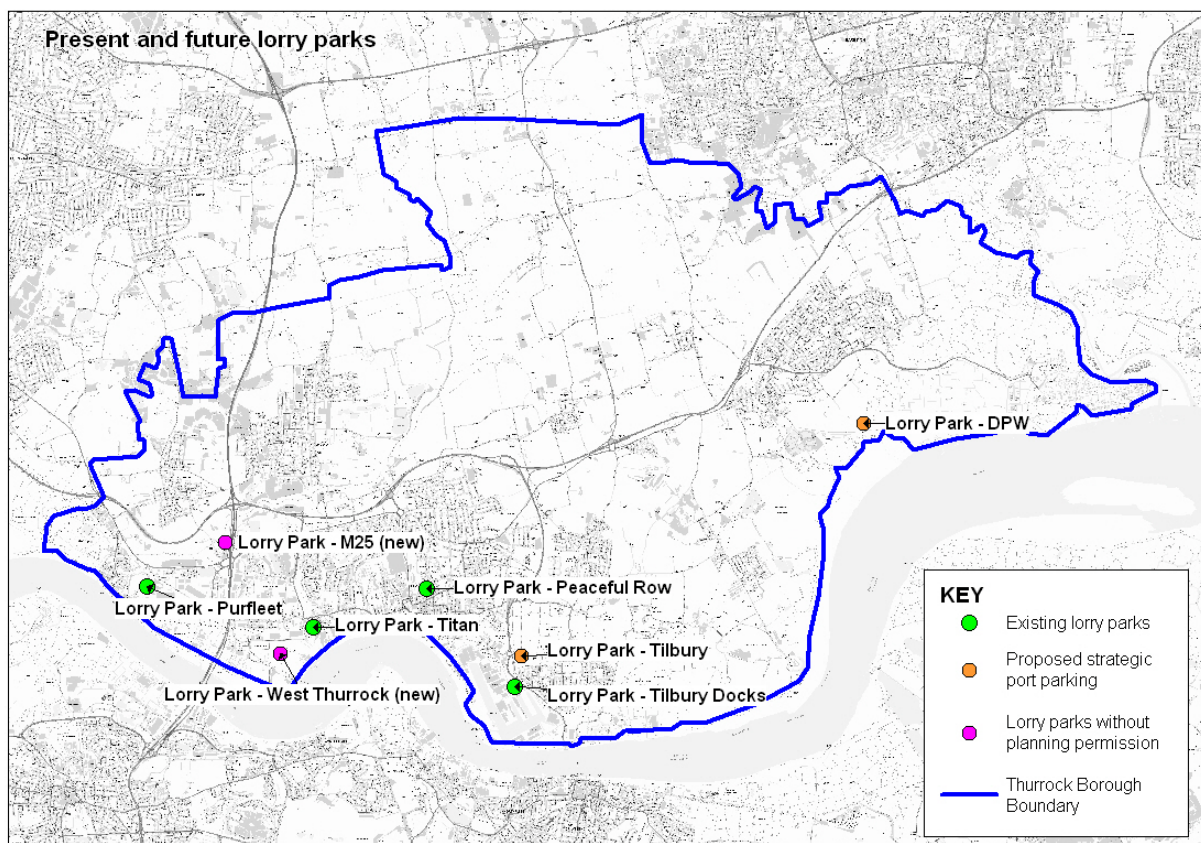 Present and future lorry parks
Lorry Park - DPW
Lorry Park - M25 (new)
Lorry Park - Peaceful Row
Lorry Park - Purfleet
Lorry Park - Titan
Lorry Park - Tilbury
Lorry Park - West Thurrock (new)
Lorry Park - Tilbury Docks
KEY
Existing lorry parks
Proposed strategic
port parking
Lorry parks without
planning permission
Thurrock Borough
Boundary